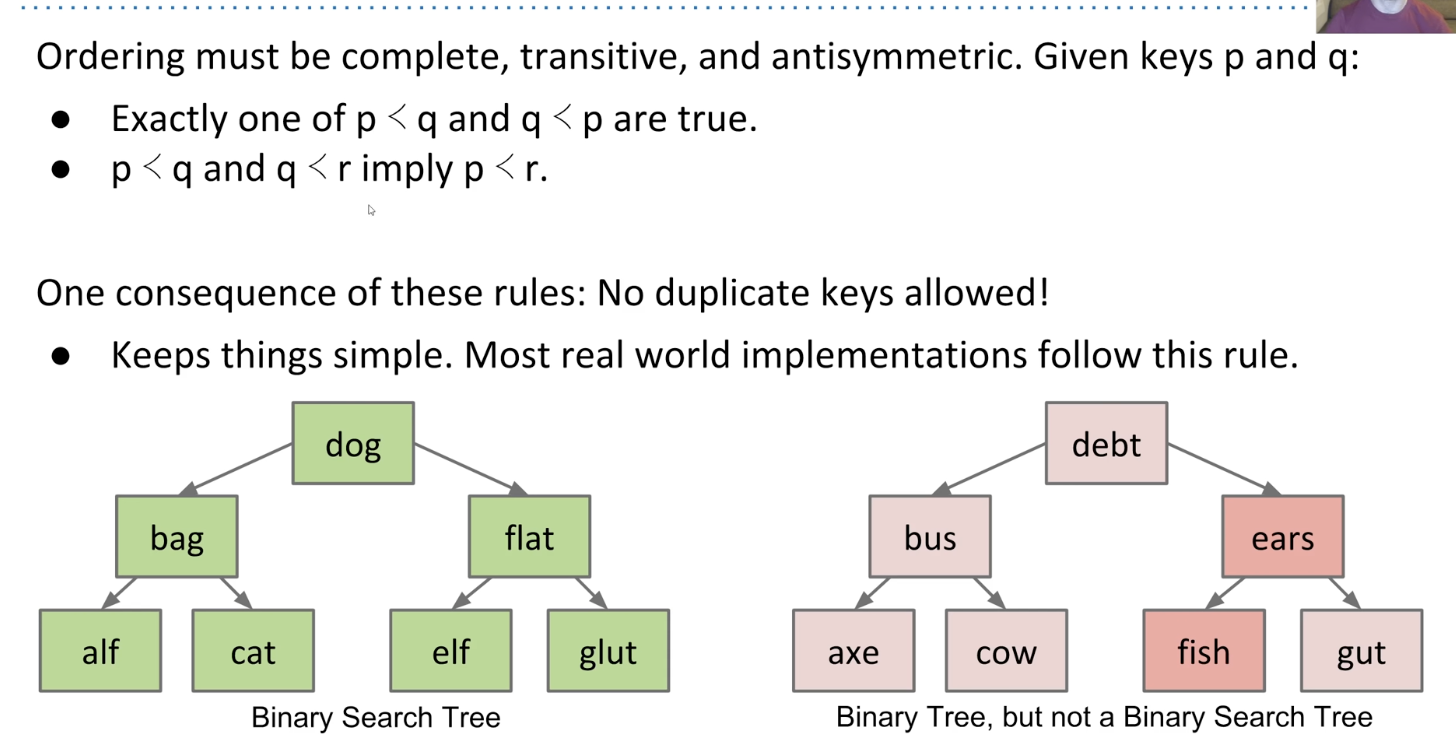 Ordering must be complete, transitive, and antisymmetric. Given keys p and q:
● Exactly one of p ≺ q and q ≺ p are true.
● p ≺ q and q ≺ r imply p ≺ r.
One consequence of these rules: No duplicate keys allowed!
● Keeps things simple. Most real world implementations follow this rule.
dog
bag
flat
alf
cat
elf
glut
Binary Search Tree
debt
bus
ears
axe
cow
fish
gut
Binary Tree, but not a Binary Search Tree